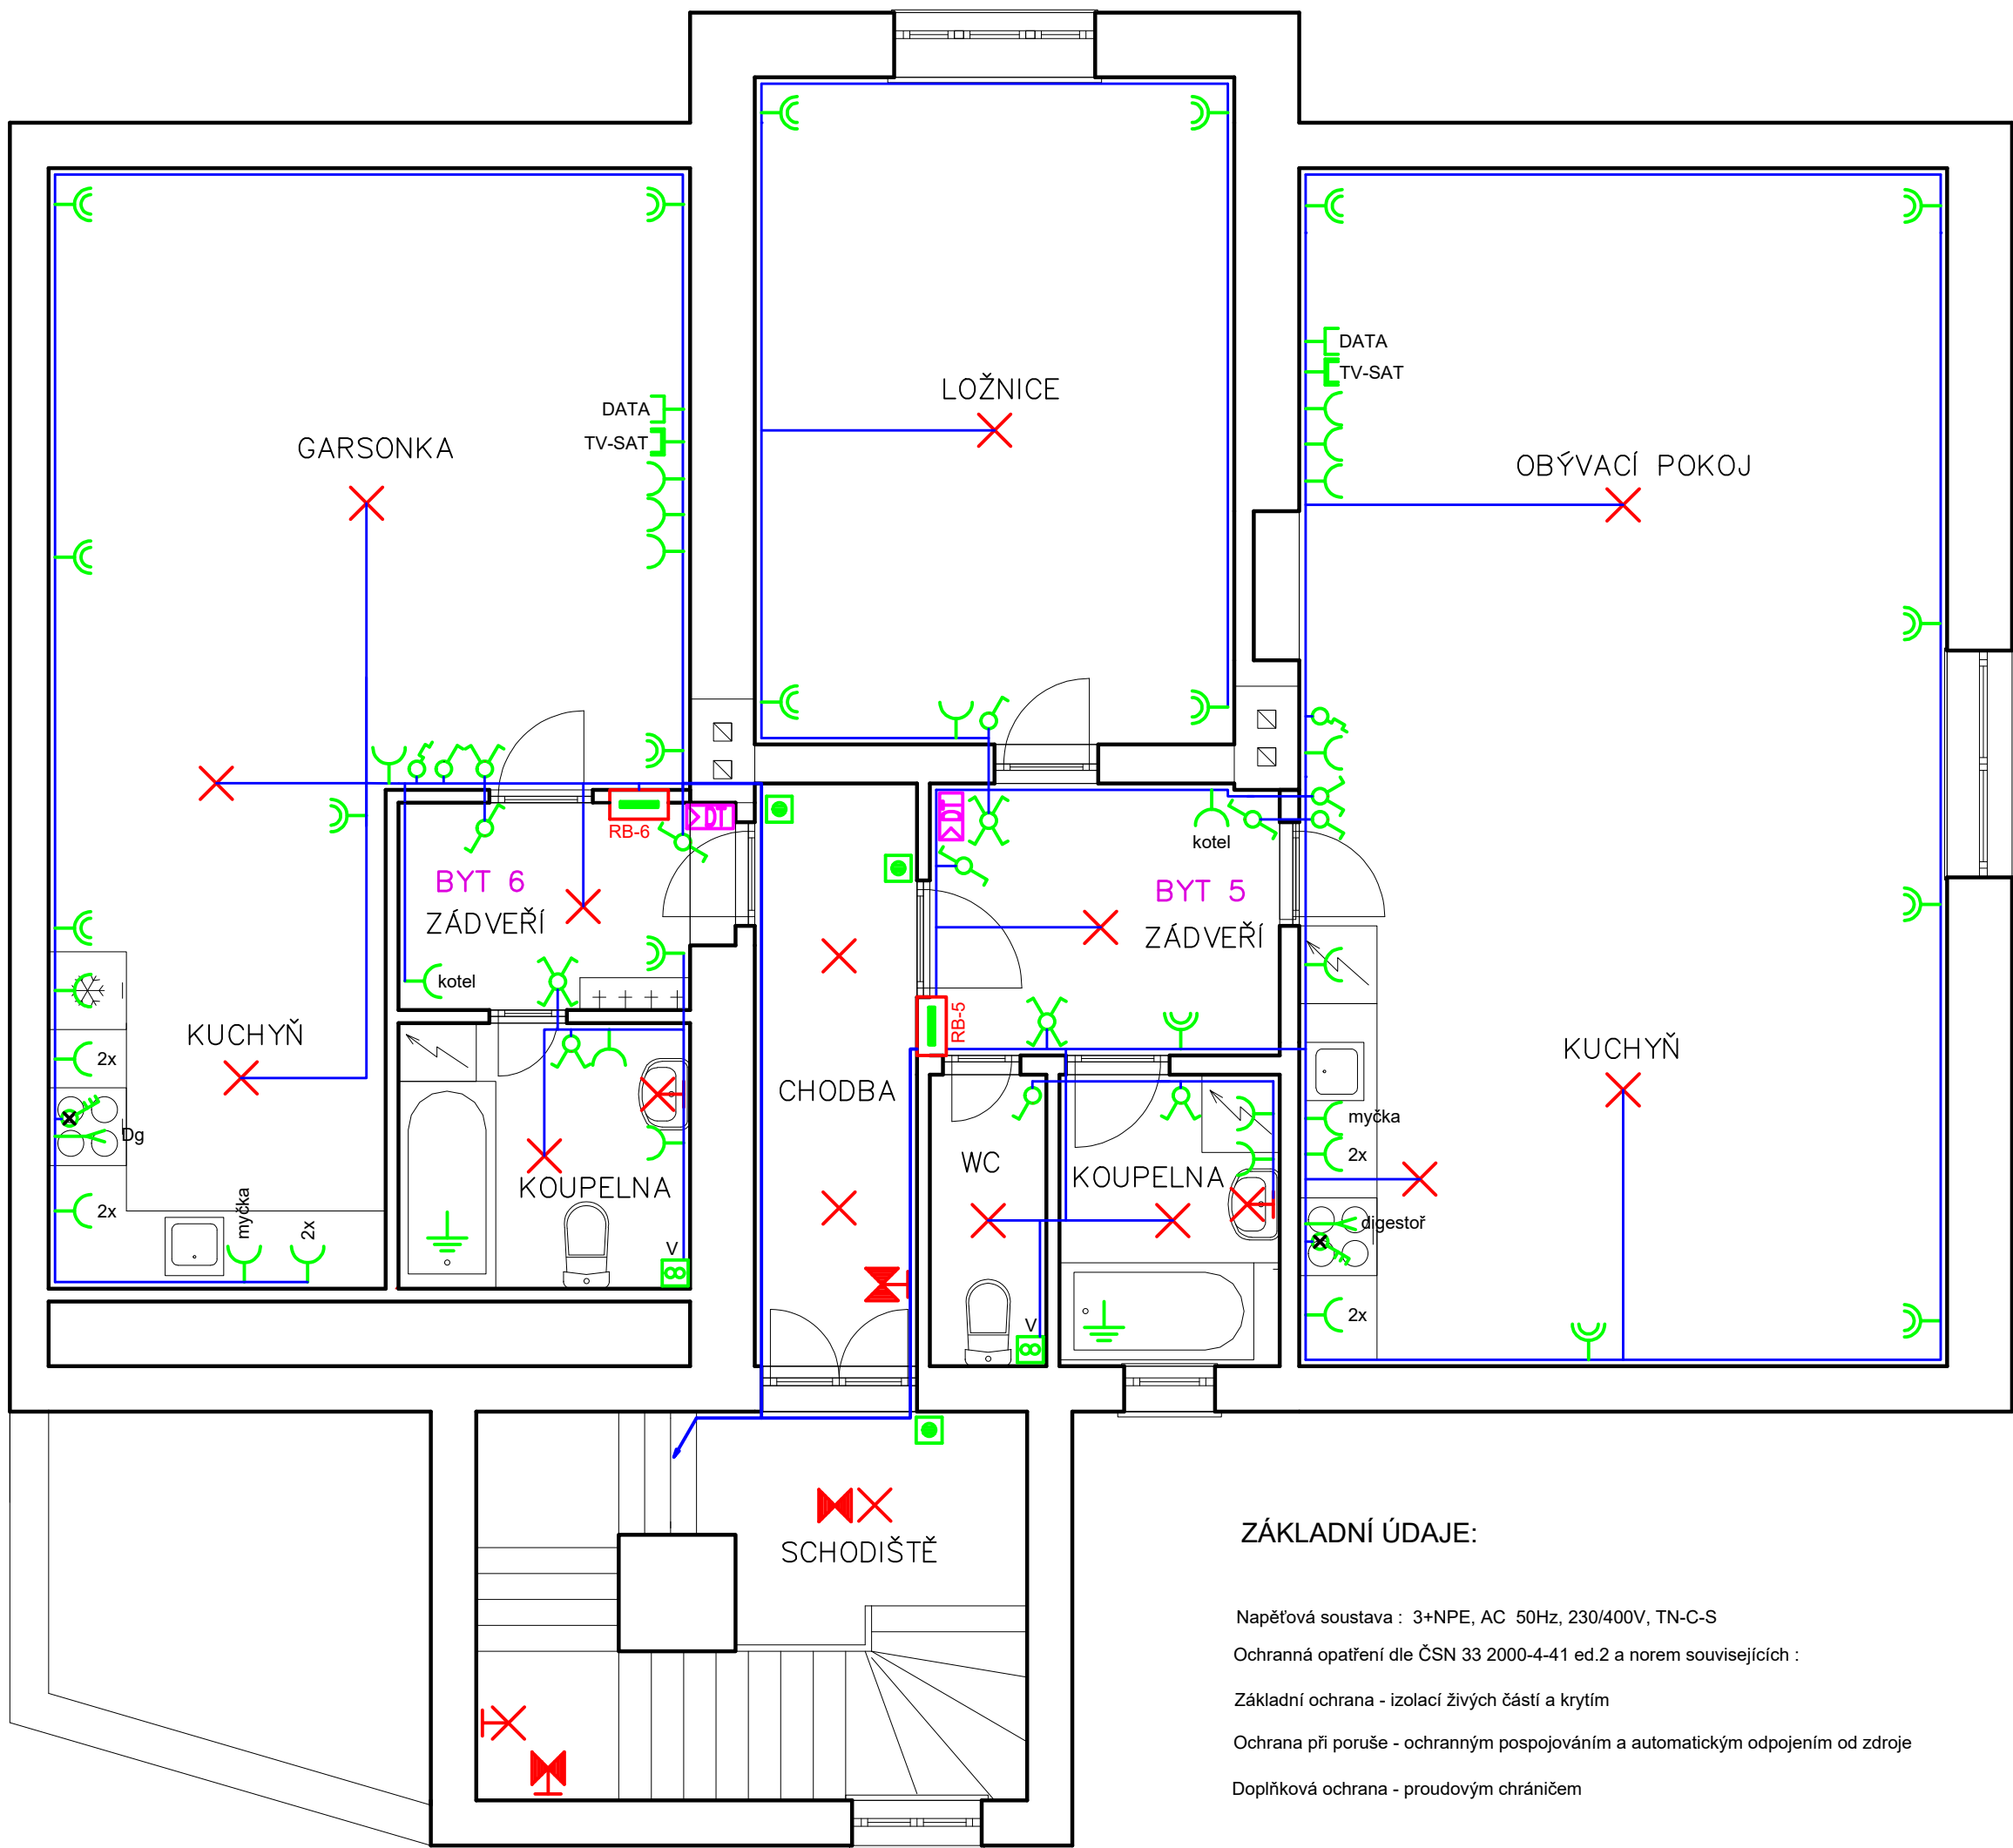 LOŽNICE
DATA
TV-SAT
DATA
TV-SAT
GARSONKA
OBÝVACÍ POKOJ
RB-6
DT
DT
kotel
BYT 6
ZÁDVEŘÍ
BYT 5
ZÁDVEŘÍ
kotel
RB-5
KUCHYŇ
2x
CHODBA
KUCHYŇ
Dg
myčka
2x
WC
KOUPELNA
KOUPELNA
2x
myčka
2x
digestoř
V
V
2x
SCHODIŠTĚ
ZÁKLADNÍ ÚDAJE:
Napěťová soustava : 3+NPE, AC 50Hz, 230/400V, TN-C-S
Ochranná opatření dle ČSN 33 2000-4-41 ed.2 a norem souvisejících :
Základní ochrana - izolací živých částí a krytím
Ochrana při poruše - ochranným pospojováním a automatickým odpojením od zdroje
Doplňková ochrana - proudovým chráničem